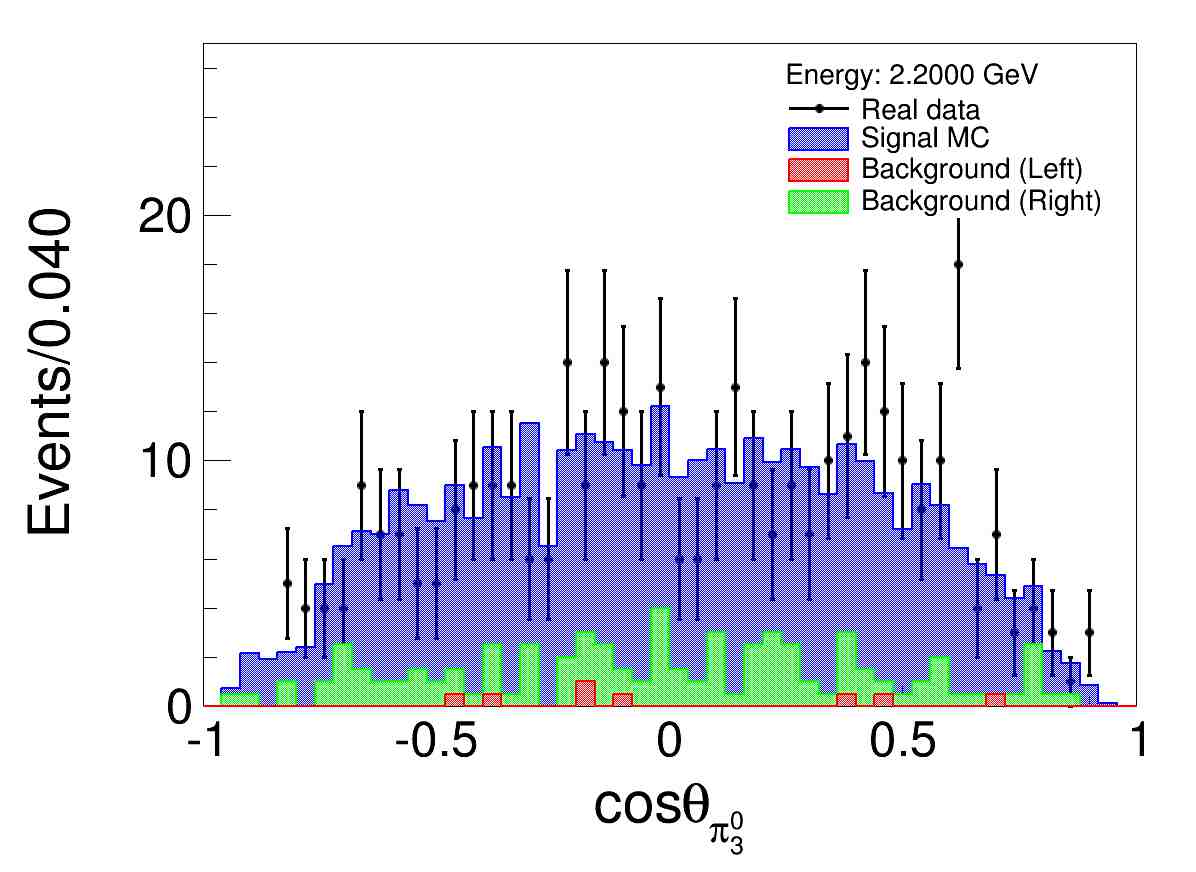 Energy: 2.2000 GeV
Real data
Signal MC
Background (Left)
Background (Right)
Events/0.040
20
10
0
-1
-0.5
0
0.5
1
cosθπ⁰₃